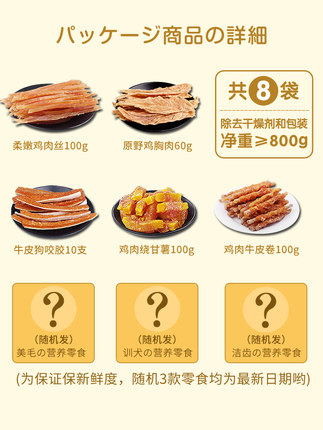 パッケージ商品の詳細
共8袋
除去干燥剂和包装
净重≥800g
柔嫩鸡肉丝100g
原野鸡胸肉60g
牛皮狗咬胶10支
鸡肉绕甘薯100g
鸡肉牛皮卷100g
?
?
?
(随机发)
(随机发)
(随机发)
美毛の营养零食
训犬の营养零食
洁齿の营养零食
(为保证保新鲜度，随机3款零食均为最新日期哟)